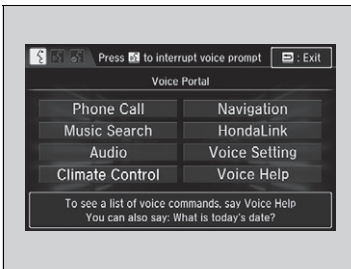 Press to interrupt voice prompt : Exit
Voice Portal
Phone Call Navigation
Music Search HondaLink
Audio Voice Setting
Climate Control Voice Help
To see a list of voice commands, say Voice Help
You can also say: What is today's date?